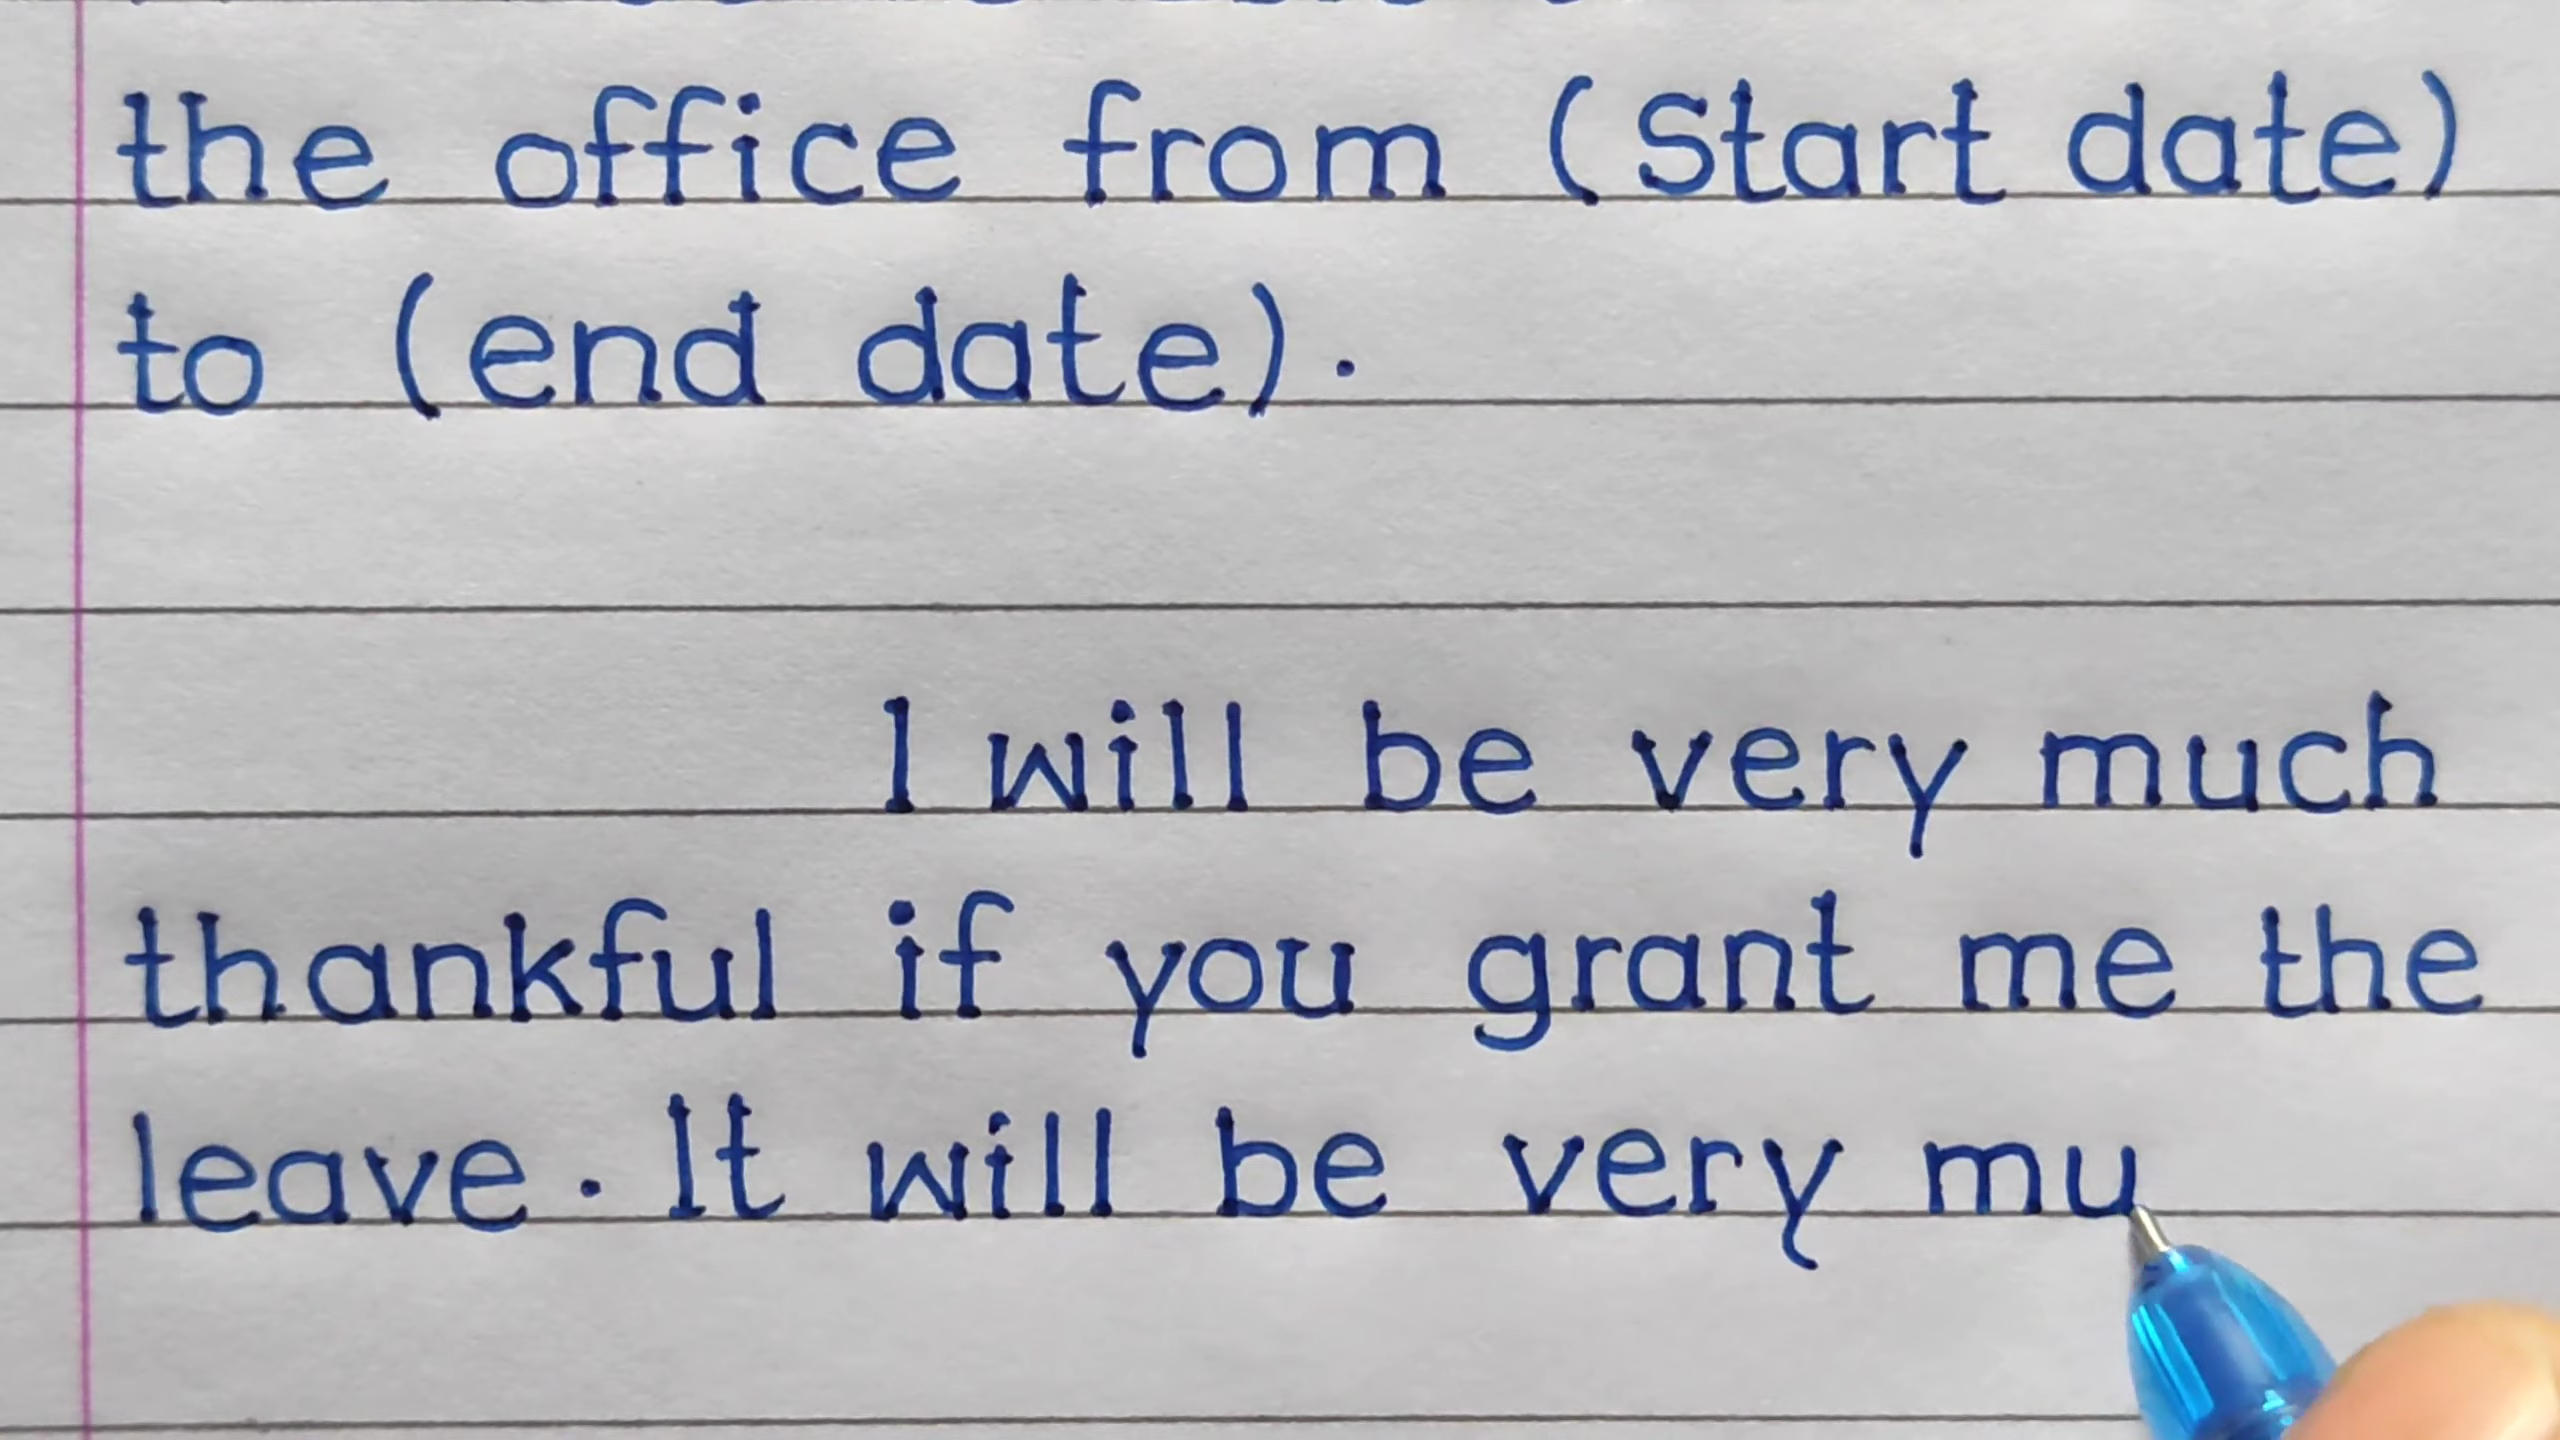 the office from (Start date)
to (end date).
I will be very much
thankful if you grant me the
leave. It will be very mu